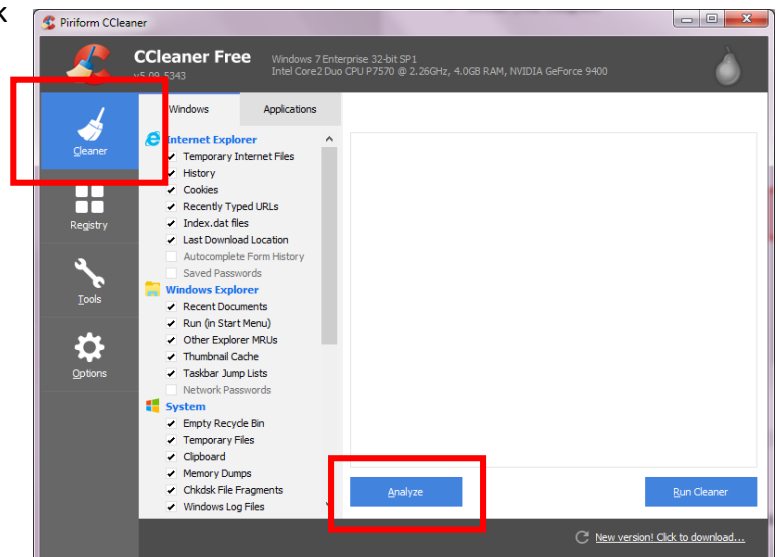 k
Piriform CCleaner
CCleaner Free
v5.09.5343
Windows 7 Enterprise 32-bit SP1
Intel Core2 Duo CPU P7570 @ 2.26GHz, 4.0GB RAM, NVIDIA GeForce 9400
Cleaner
Registry
Tools
Options
Windows
Applications
Internet Explorer
Temporary Internet Files
History
Cookies
Recently Typed URLs
Index.dat files
Last Download Location
Autocomplete Form History
Saved Passwords
Windows Explorer
Recent Documents
Run (in Start Menu)
Other Explorer MRUs
Thumbnail Cache
Taskbar Jump Lists
Network Passwords
System
Empty Recycle Bin
Temporary Files
Clipboard
Memory Dumps
Chkdsk File Fragments
Windows Log Files
Analyze
Run Cleaner
New version! Click to download...